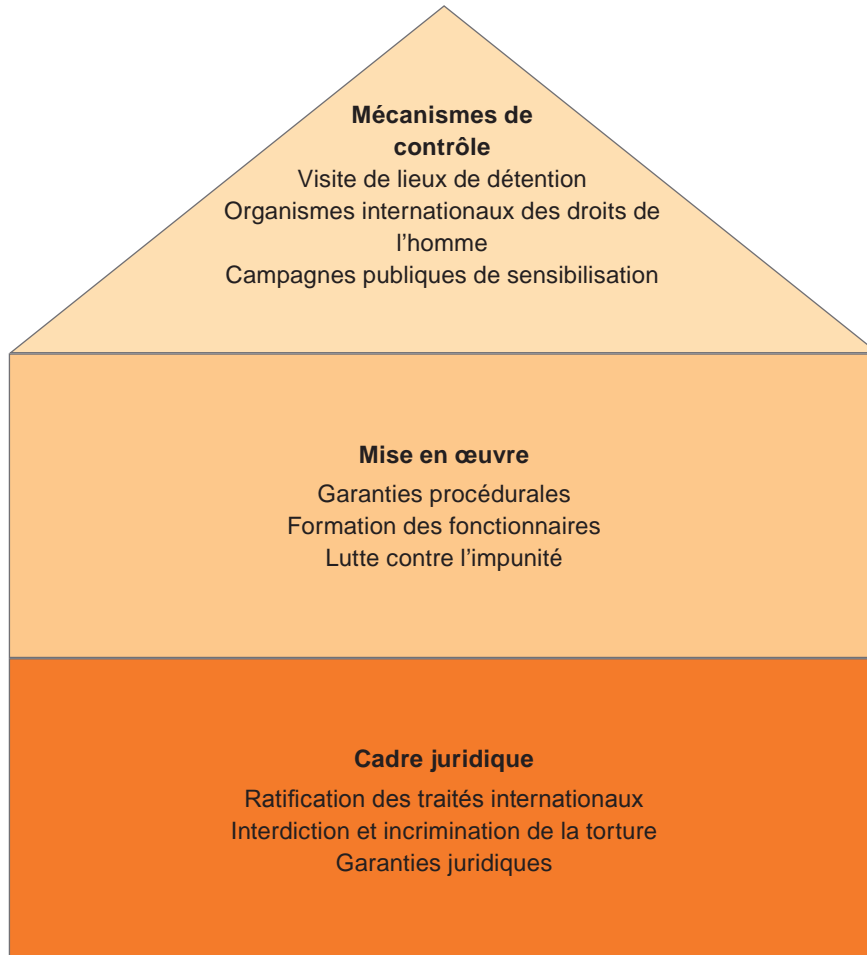 Mécanismes de
contrôle
Visite de lieux de détention
Organismes internationaux des droits de
l’homme
Campagnes publiques de sensibilisation
Mise en œuvre
Garanties procédurales
Formation des fonctionnaires
Lutte contre l’impunité
Cadre juridique
Ratification des traités internationaux
Interdiction et incrimination de la torture
Garanties juridiques